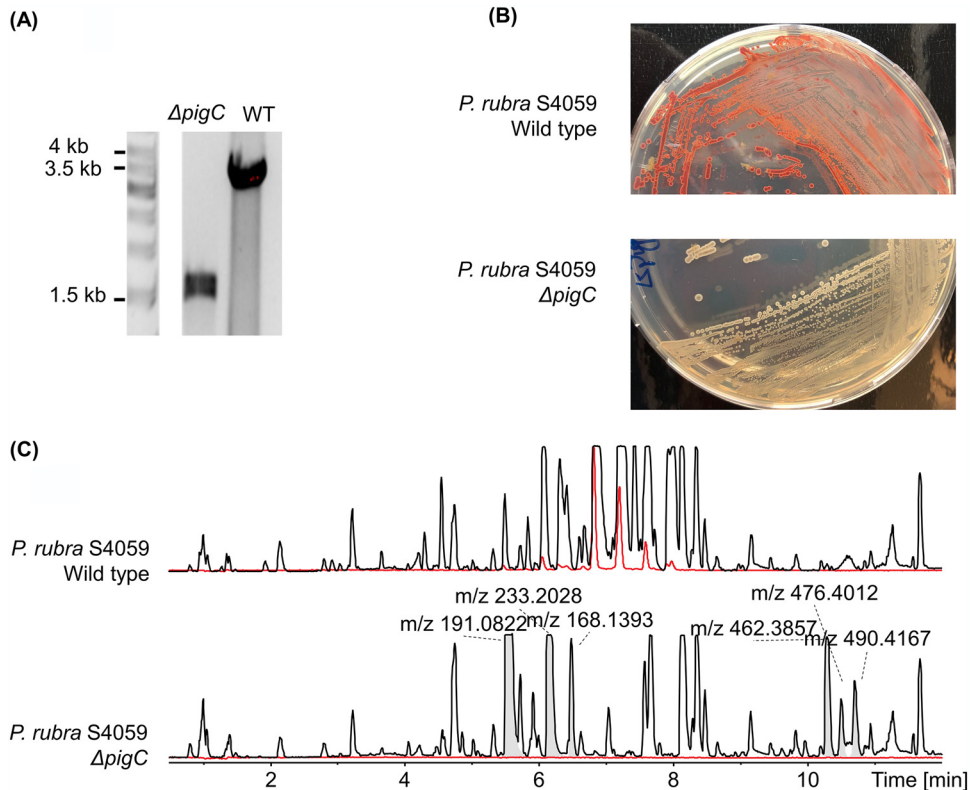 (A)
ΔpigC WT
4 kb
3.5 kb
1.5 kb
(B)
P. rubra S4059
Wild type
P. rubra S4059
ΔpigC
(C)
P. rubra S4059
Wild type
m/z 233.2028
m/z 191.0822
m/z 168.1393
m/z 476.4012
m/z 462.3857
m/z 490.4167
P. rubra S4059
ΔpigC
2 4 6 8 10 Time [min]